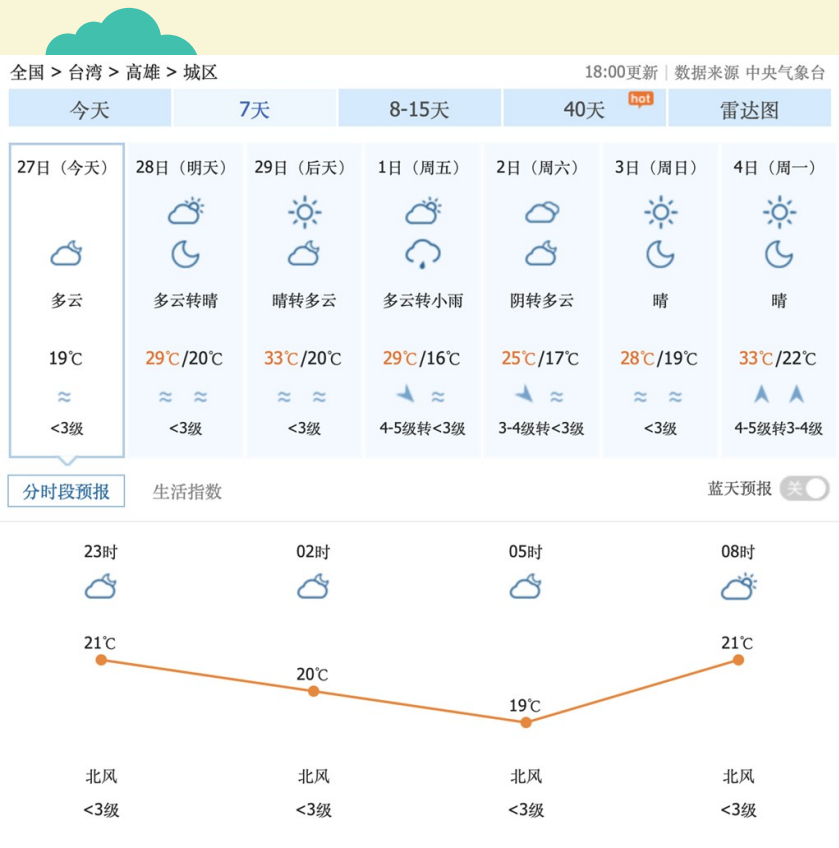 全国 > 台湾 > 高雄 > 城区
18:00更新 | 数据来源 中央气象台
今天 7天 8-15天 40天 hot 雷达图
27日（今天） 28日（明天） 29日（后天） 1日（周五） 2日（周六） 3日（周日） 4日（周一）
多云 多云转晴 晴转多云 多云转小雨 阴转多云 晴 晴
19℃ 29℃/20℃ 33℃/20℃ 29℃/16℃ 25℃/17℃ 28℃/19℃ 33℃/22℃
<3级 <3级 <3级 4-5级转<3级 3-4级转<3级 <3级 4-5级转3-4级
分时段预报 生活指数 蓝天预报 关
23时 02时 05时 08时
21℃ 20℃ 19℃ 21℃
北风 北风 北风 北风
<3级 <3级 <3级 <3级